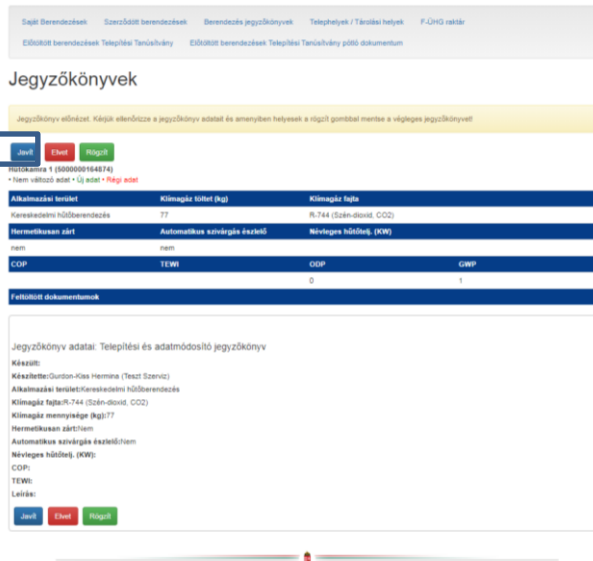 Saját Berendezések Szerződött berendezések Berendezés jegyzőkönyvek Telephelyek / Tárolási helyek F-ÜHG raktár
Előtöltött berendezések Telepítési Tanúsítvány Előtöltött berendezések Telepítési Tanúsítvány pótló dokumentum
Jegyzőkönyvek
Jegyzőkönyv előnézet. Kérjük ellenőrizze a jegyzőkönyv adatait és amenyiben helyesek a rögzít gombbal mentse a végleges jegyzőkönyvet!
Javít Elvet Rögzít
Hűtőkamra 1 (5000000164874)
• Nem változó adat • Új adat • Régi adat
Alkalmazási terület Klímagáz töltet (kg) Klímagáz fajta
Kereskedelmi hűtőberendezés 77 R-744 (Szén-dioxid, CO2)
Hermetikusan zárt Automatikus szivárgás észlelő Névleges hűtőtelj. (KW)
nem nem
COP TEWI ODP GWP
0 1
Feltöltött dokumentumok
Jegyzőkönyv adatai: Telepítési és adatmódosító jegyzőkönyv
Készült:
Készítette:Gurdon-Kiss Hermina (Teszt Szerviz)
Alkalmazási terület:Kereskedelmi hűtőberendezés
Klímagáz fajta:R-744 (Szén-dioxid, CO2)
Klímagáz mennyisége (kg):77
Hermetikusan zárt:Nem
Automatikus szivárgás észlelő:Nem
Névleges hűtőtelj. (KW):
COP:
TEWI:
Leírás:
Javít Elvet Rögzít